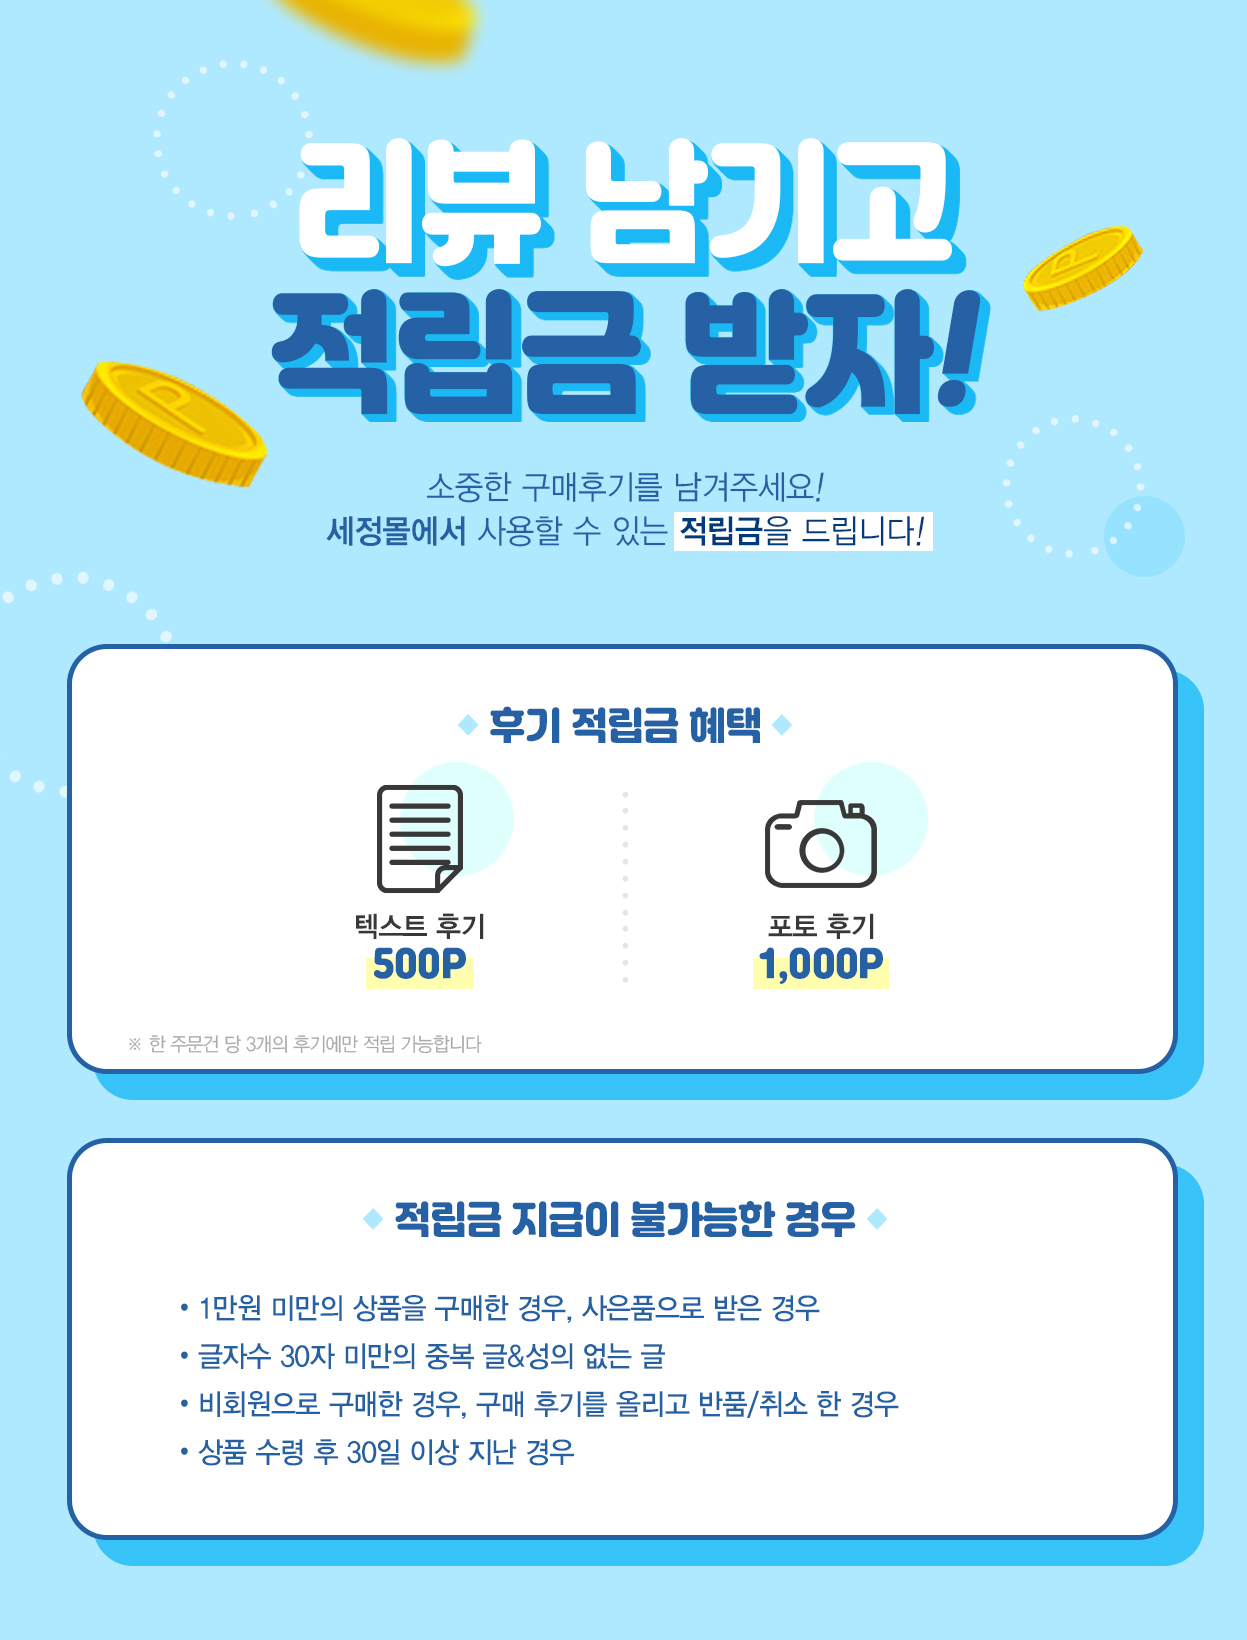 리뷰 남기고
적립금 받자!
소중한 구매후기를 남겨주세요!
세정몰에서 사용할 수 있는 적립금을 드립니다!
후기 적립금 혜택
텍스트 후기
500P
포토 후기
1,000P
※ 한 주문건 당 3개의 후기에만 적립 가능합니다
적립금 지급이 불가능한 경우
• 1만원 미만의 상품을 구매한 경우, 사은품으로 받은 경우
• 글자수 30자 미만의 중복 글&성의 없는 글
• 비회원으로 구매한 경우, 구매 후기를 올리고 반품/취소 한 경우
• 상품 수령 후 30일 이상 지난 경우